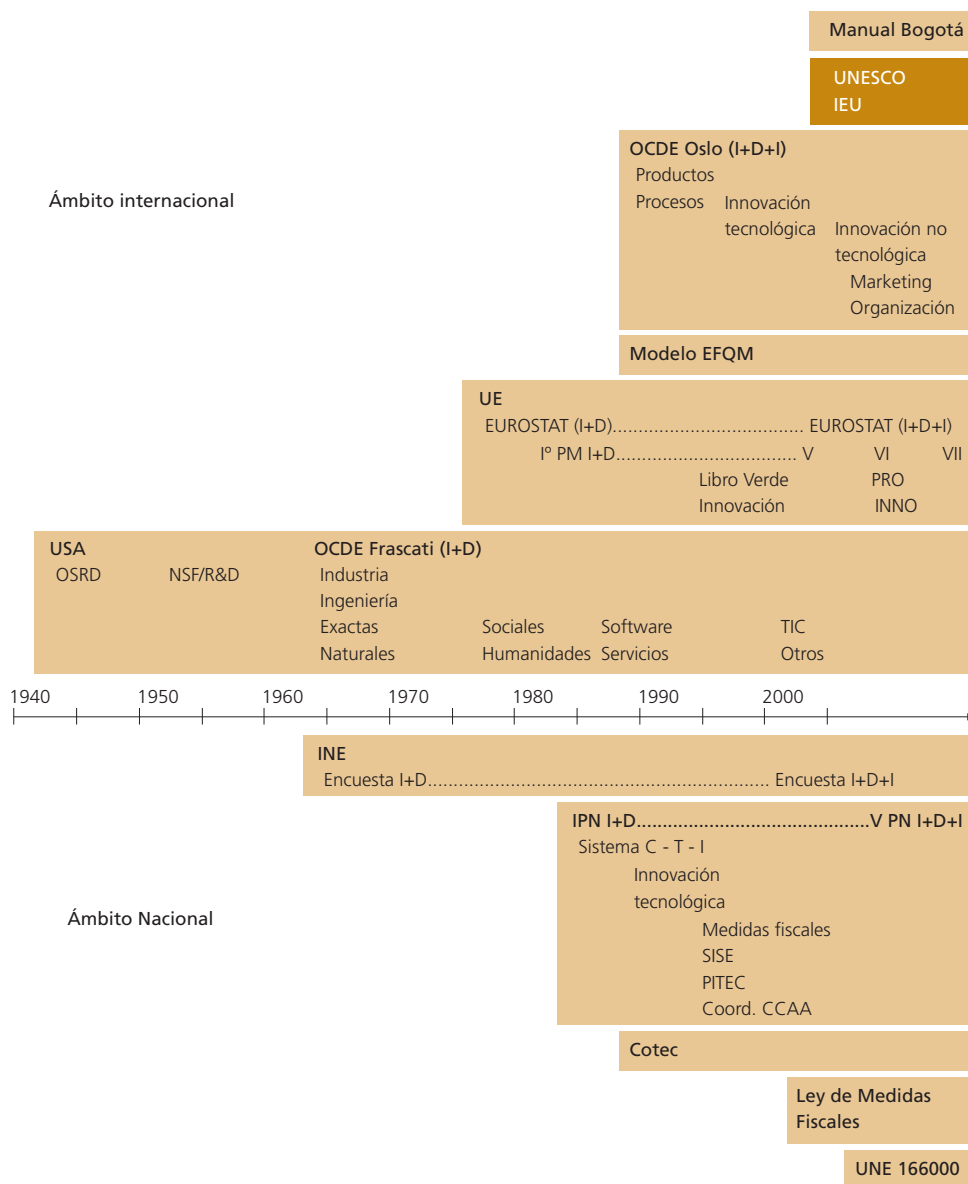 Manual Bogotá
UNESCO
IEU
OCDE Oslo (I+D+I)
Productos
Procesos Innovación
tecnológica Innovación no
tecnológica
Marketing
Organización
Ámbito internacional
Modelo EFQM
UE
EUROSTAT (I+D)..................................... EUROSTAT (I+D+I)
Iº PM I+D................................... V VI VII
Libro Verde PRO
Innovación INNO
USA OCDE Frascati (I+D)
OSRD NSF/R&D Industria
Ingeniería
Exactas Sociales Software TIC
Naturales Humanidades Servicios Otros
1940 1950 1960 1970 1980 1990 2000
INE
Encuesta I+D.................................................................. Encuesta I+D+I
IPN I+D.............................................V PN I+D+I
Sistema C - T - I
Innovación
tecnológica
Medidas fiscales
SISE
PITEC
Coord. CCAA
Ámbito Nacional
Cotec
Ley de Medidas
Fiscales
UNE 166000